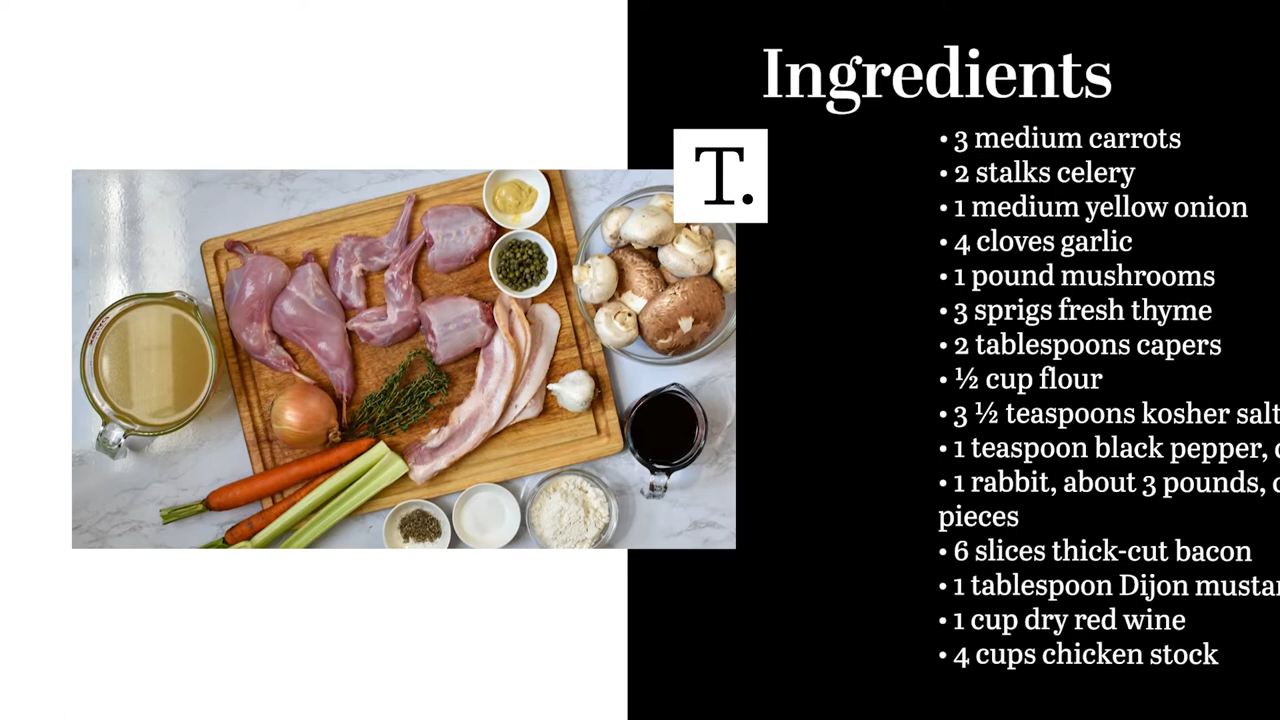 Ingredients
T.
• 3 medium carrots
• 2 stalks celery
• 1 medium yellow onion
• 4 cloves garlic
• 1 pound mushrooms
• 3 sprigs fresh thyme
• 2 tablespoons capers
• ½ cup flour
• 3 ½ teaspoons kosher salt
• 1 teaspoon black pepper,
• 1 rabbit, about 3 pounds,
pieces
• 6 slices thick-cut bacon
• 1 tablespoon Dijon
• 1 cup dry red wine
• 4 cups chicken stock